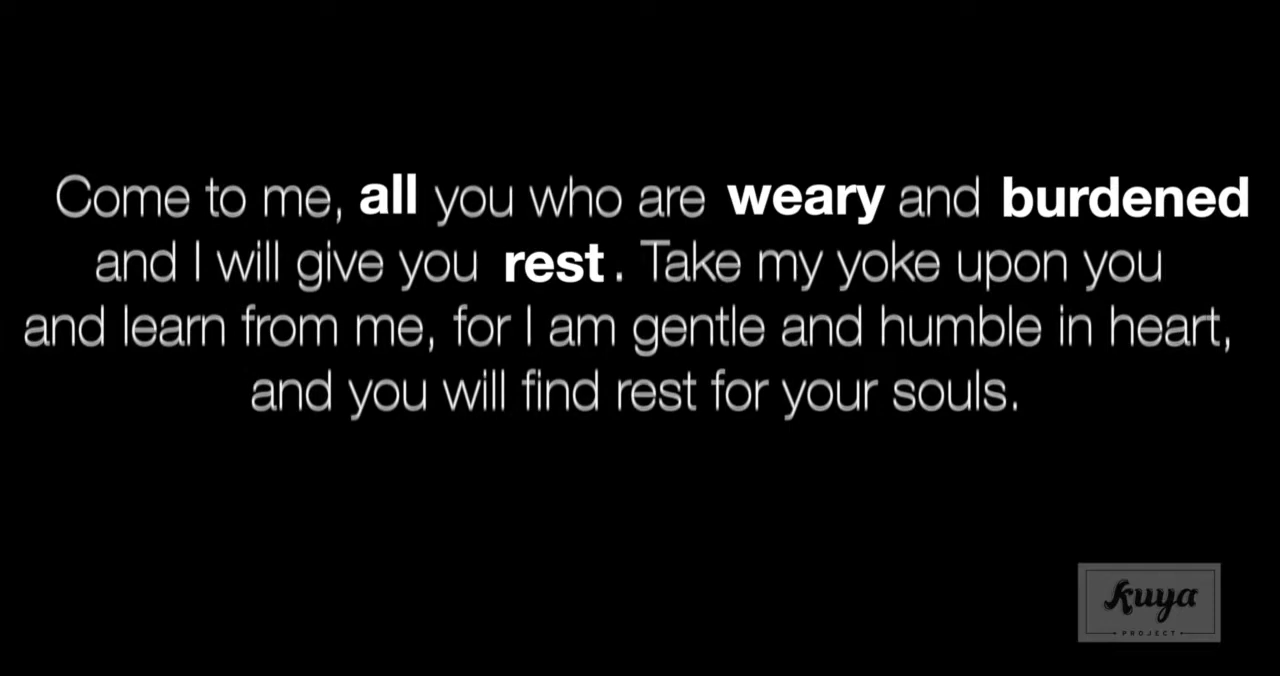 Come to me, all you who are weary and burdened
and I will give you rest. Take my yoke upon you
and learn from me, for I am gentle and humble in heart,
and you will find rest for your souls.
kuya
PROJECT